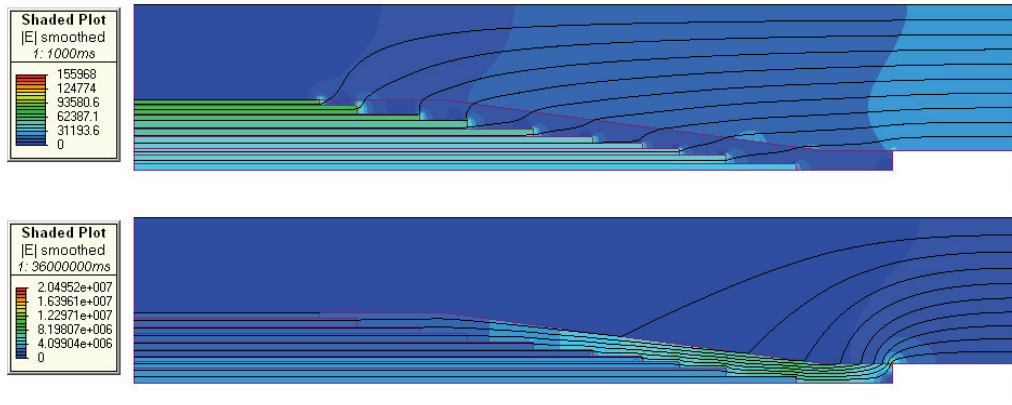 Shaded Plot
|E| smoothed
1: 1000ms
155968
124774
93580.6
62387.1
31193.6
0
Shaded Plot
|E| smoothed
1: 36000000ms
2.04952e+007
1.63961e+007
1.22971e+007
8.19807e+006
4.09904e+006
0